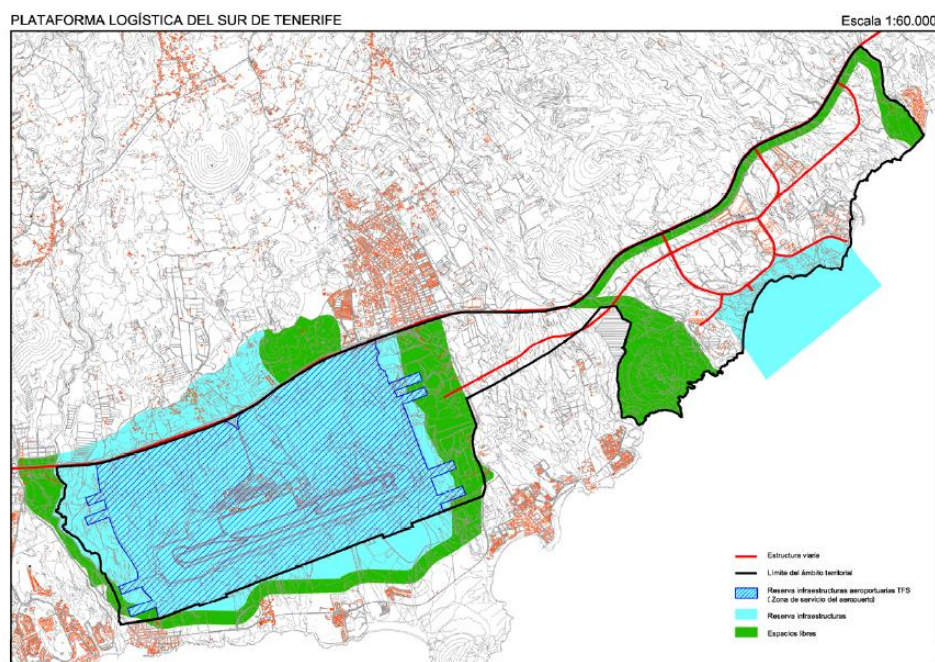 PLATAFORMA LOGÍSTICA DEL SUR DE TENERIFE
Escala 1:60.000
Estructura viaria
Límite del ámbito territorial
Reserva infraestructuras aeroportuarias TFS
( Zona de servicio del aeropuerto)
Reserva infraestructuras
Espacios libres